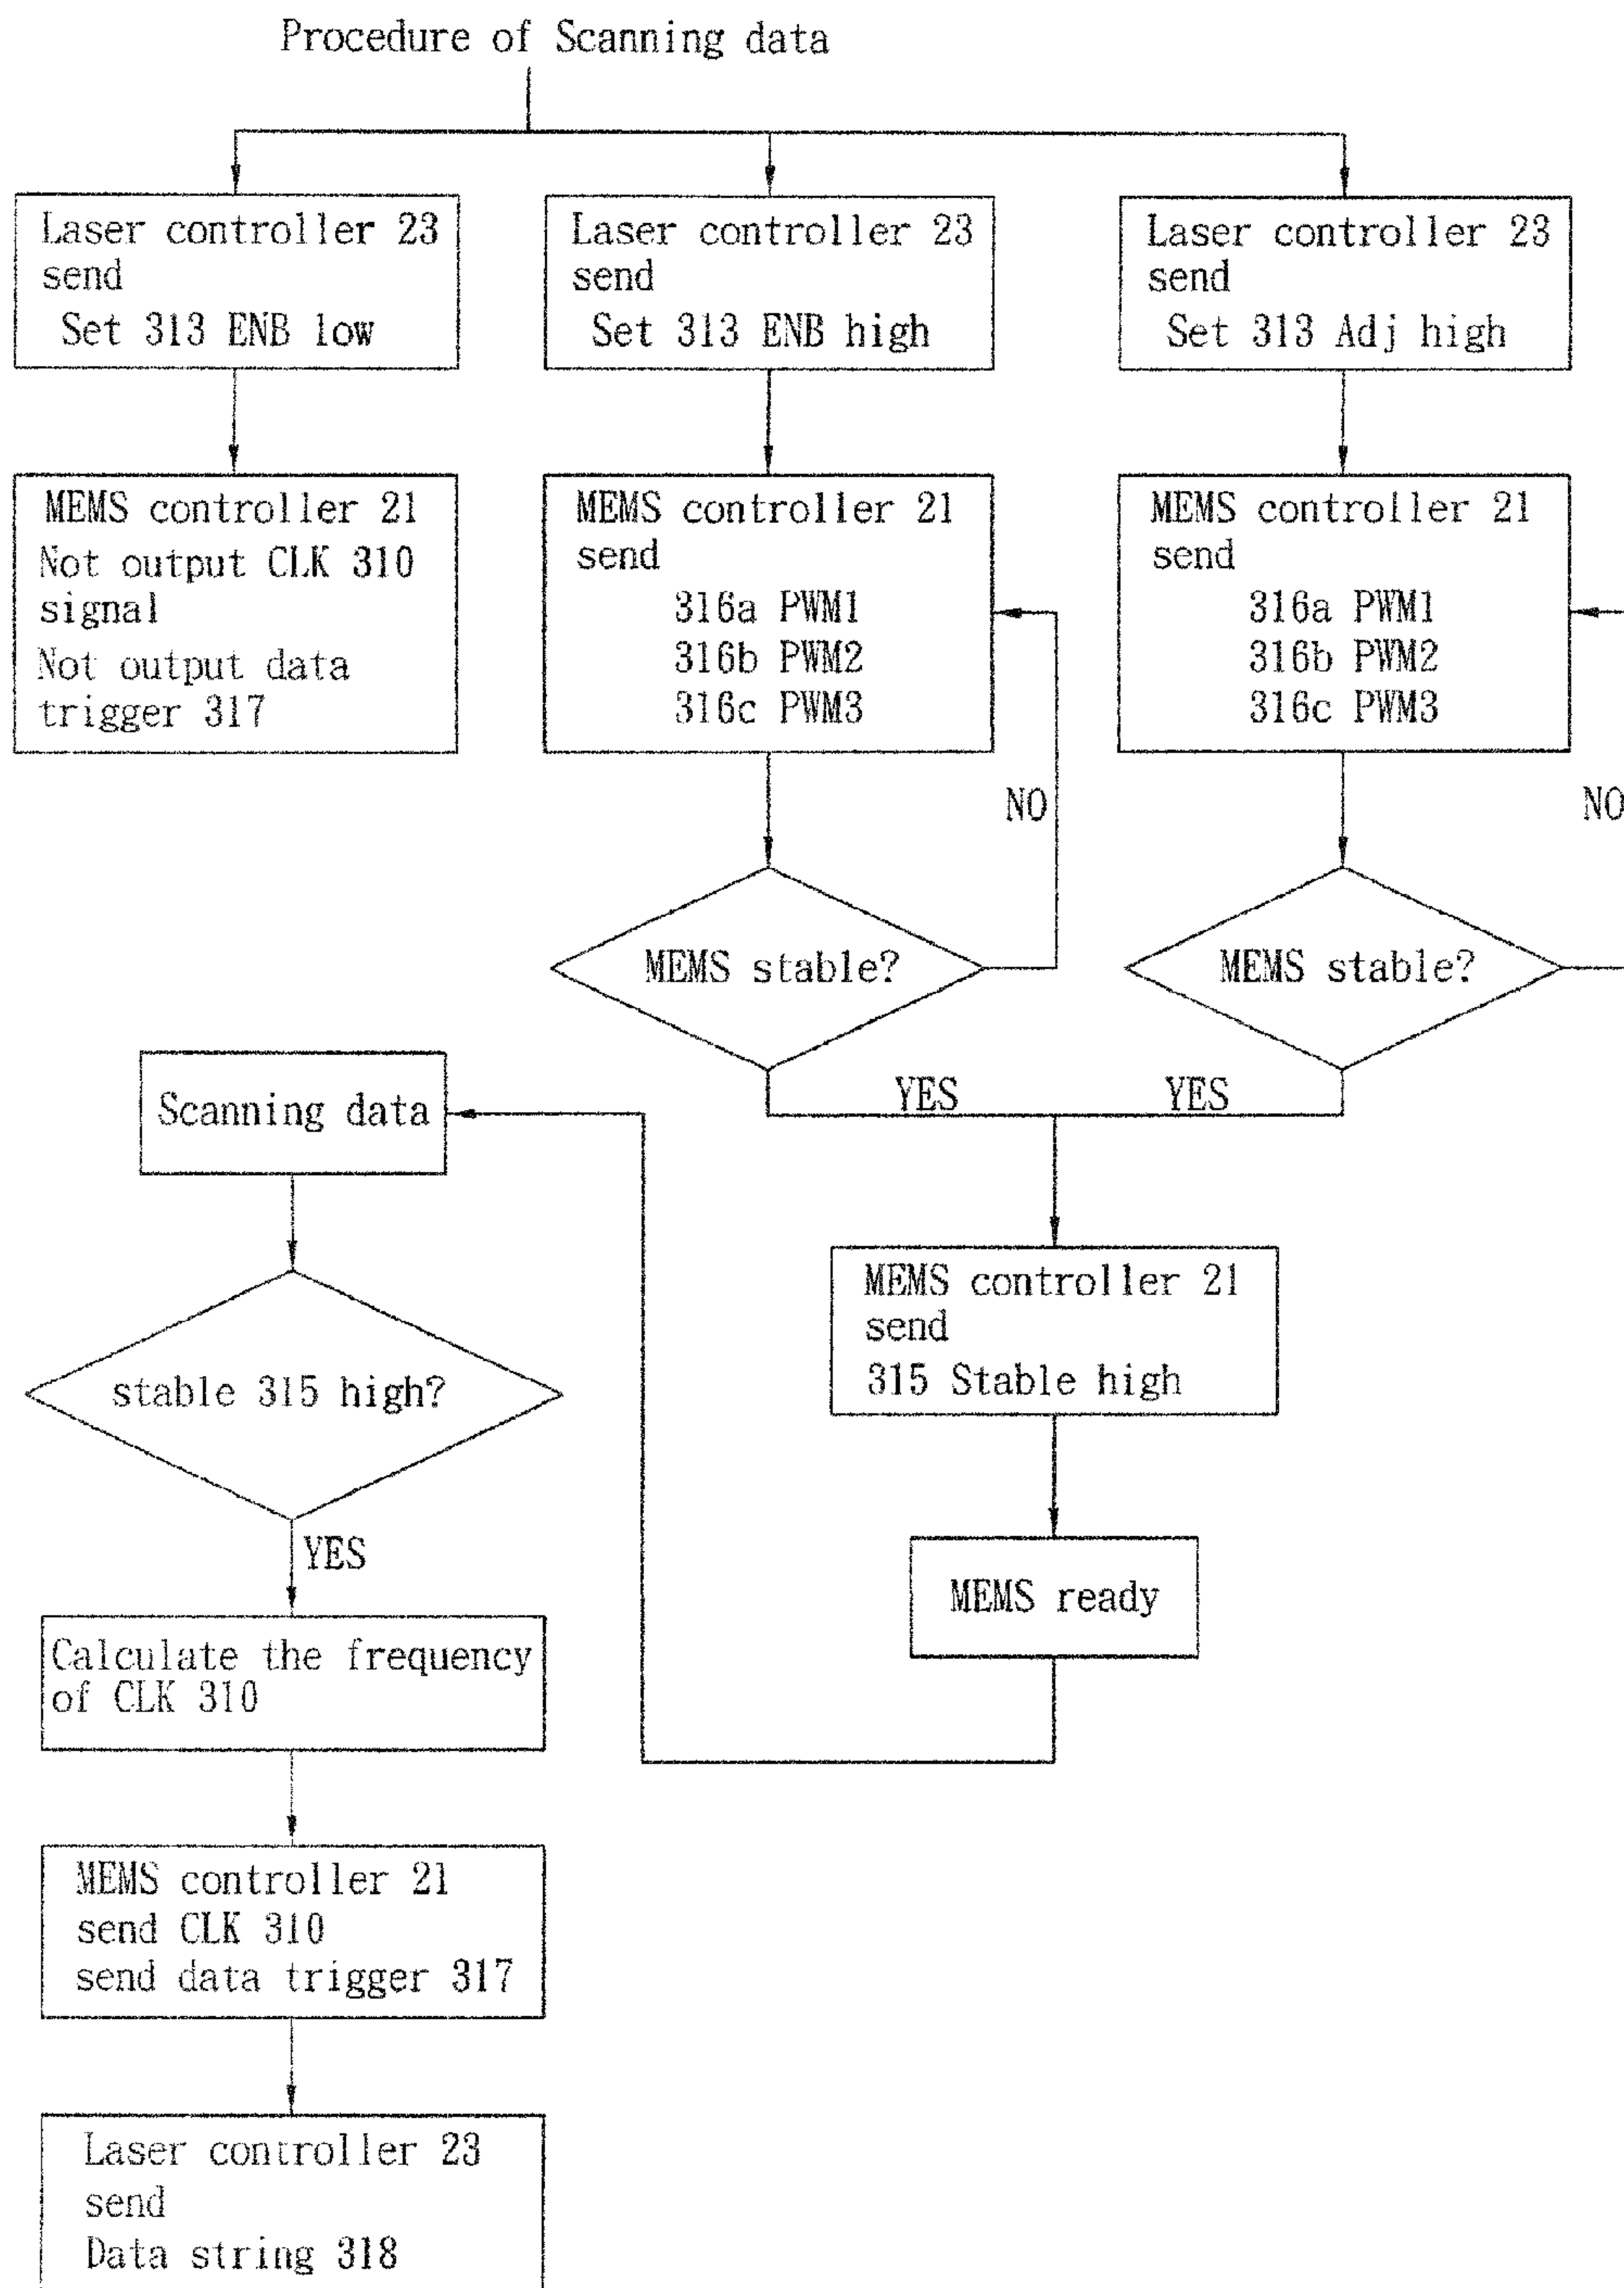 Procedure of Scanning data
Laser controller 23
send
Set 313 ENB low
Laser controller 23
send
Set 313 ENB high
Laser controller 23
send
Set 313 Adj high
MEMS controller 21
Not output CLK 310
signal
Not output data
trigger 317
MEMS controller 21
send
316a PWM1
316b PWM2
316c PWM3
MEMS controller 21
send
316a PWM1
316b PWM2
316c PWM3
NO
NO
MEMS stable?
MEMS stable?
YES
YES
Scanning data
MEMS controller 21
send
315 Stable high
stable 315 high?
YES
MEMS ready
Calculate the frequency
of CLK 310
MEMS controller 21
send CLK 310
send data trigger 317
Laser controller 23
send
Data string 318